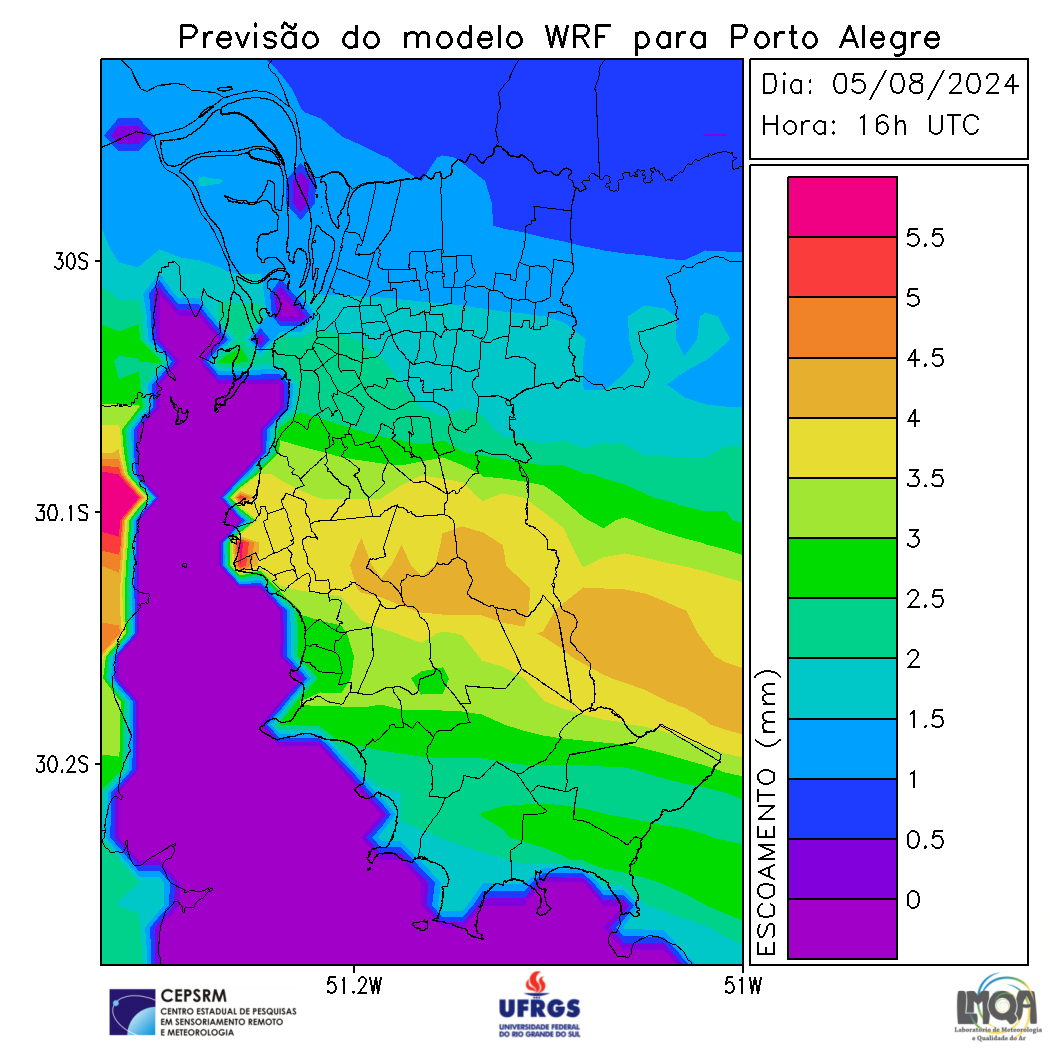 Previsão do modelo WRF para Porto Alegre
Dia: 05/08/2024
Hora: 16h UTC
30S
30.1S
30.2S
51.2W
51W
5.5
5
4.5
4
3.5
3
2.5
2
1.5
1
0.5
0
ESCOAMENTO (mm)
CEPSRM
CENTRO ESTADUAL DE PESQUISAS
EM SENSORIAMENTO REMOTO
E METEOROLOGIA
UFRGS
UNIVERSIDADE FEDERAL
DO RIO GRANDE DO SUL
LMQA
Laboratório de Meteorologia
e Qualidade do Ar